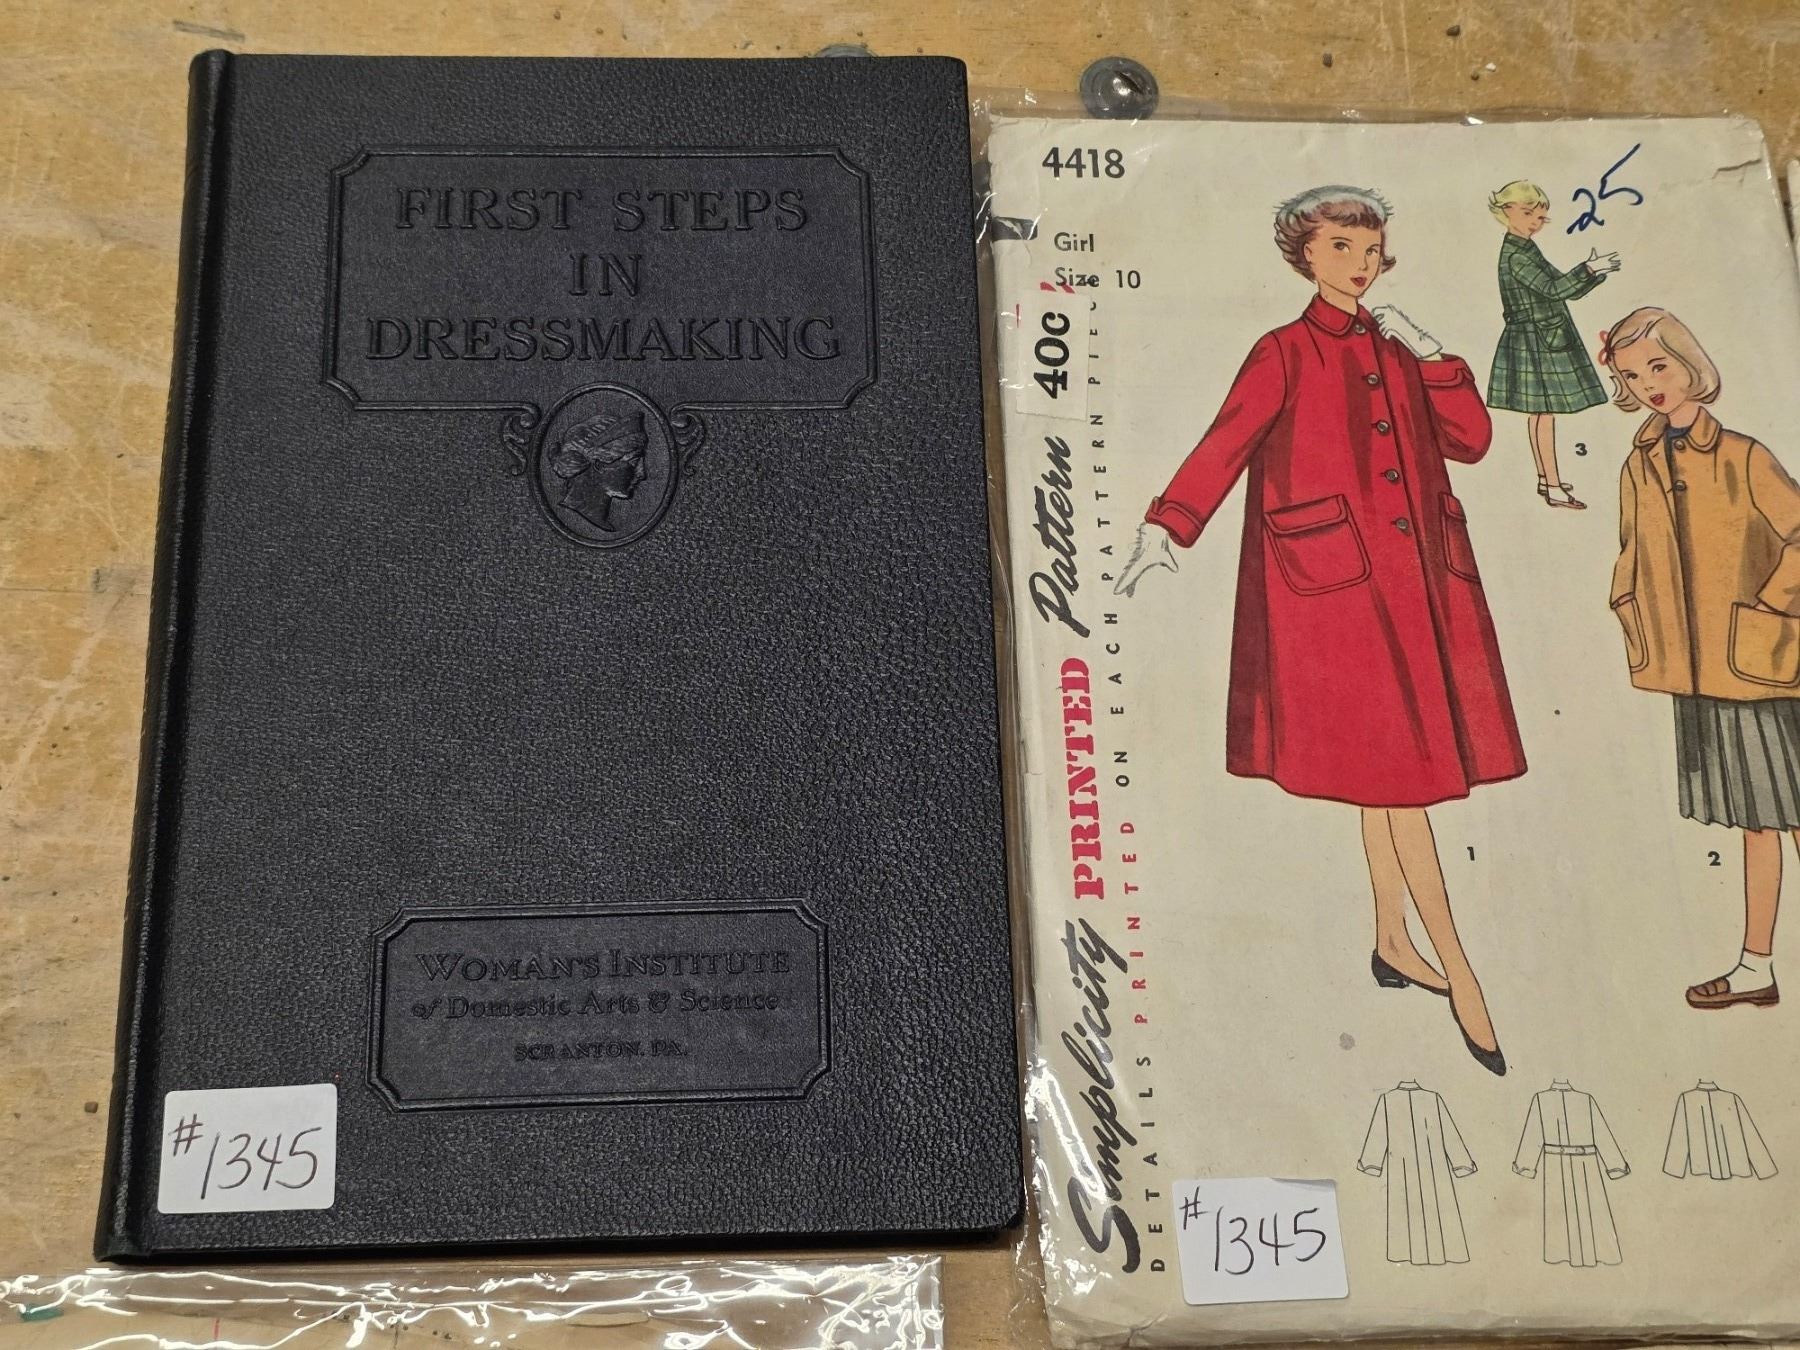 FIRST STEPS
IN
DRESSMAKING
WOMAN'S INSTITUTE
of Domestic Arts & Science
SCRANTON, PA.
#1345
4418
25
Girl
Size 10
40c
Simplicity PRINTED Pattern
DETAILS PRINTED ON EACH PATTERN PIEC
3
1
2
#1345